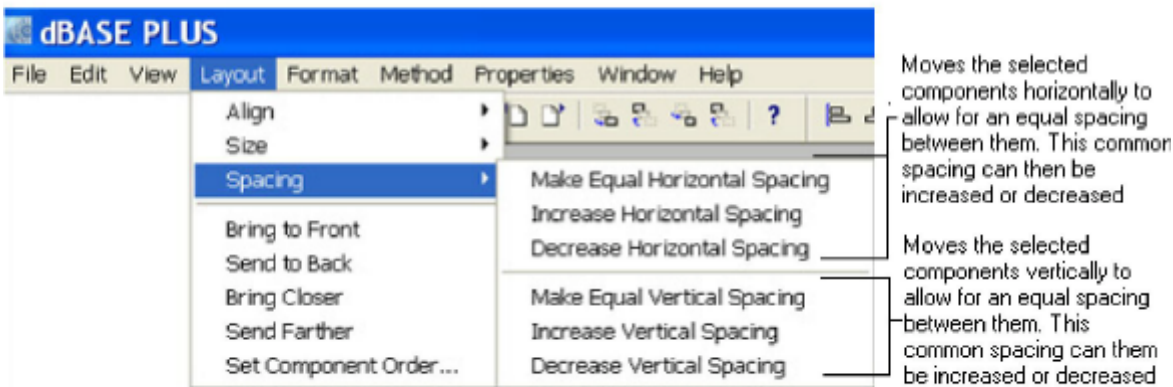 dBASE PLUS
File Edit View Layout Format Method Properties Window Help
Align
Size
Spacing
Bring to Front
Send to Back
Bring Closer
Send Farther
Set Component Order...
?
Make Equal Horizontal Spacing
Increase Horizontal Spacing
Decrease Horizontal Spacing
Make Equal Vertical Spacing
Increase Vertical Spacing
Decrease Vertical Spacing
Moves the selected
components horizontally to
allow for an equal spacing
between them. This common
spacing can then be
increased or decreased
Moves the selected
components vertically to
allow for an equal spacing
between them. This
common spacing can them
be increased or decreased